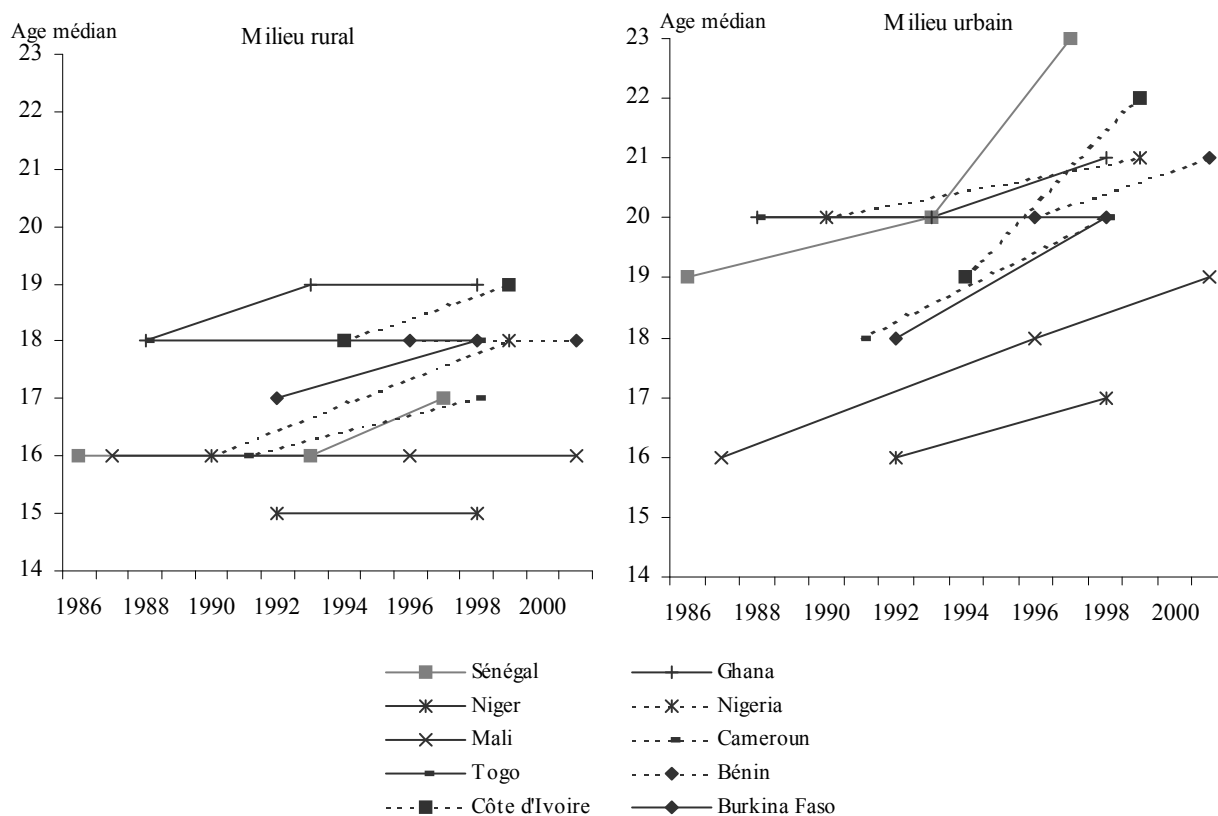 Age médian
Milieu rural
23
22
21
20
19
18
17
16
15
14
1986 1988 1990 1992 1994 1996 1998 2000
Age médian
Milieu urbain
23
22
21
20
19
18
17
16
15
14
1986 1988 1990 1992 1994 1996 1998 2000
Sénégal Ghana
Niger Nigeria
Mali Cameroun
Togo Bénin
Côte d'Ivoire Burkina Faso